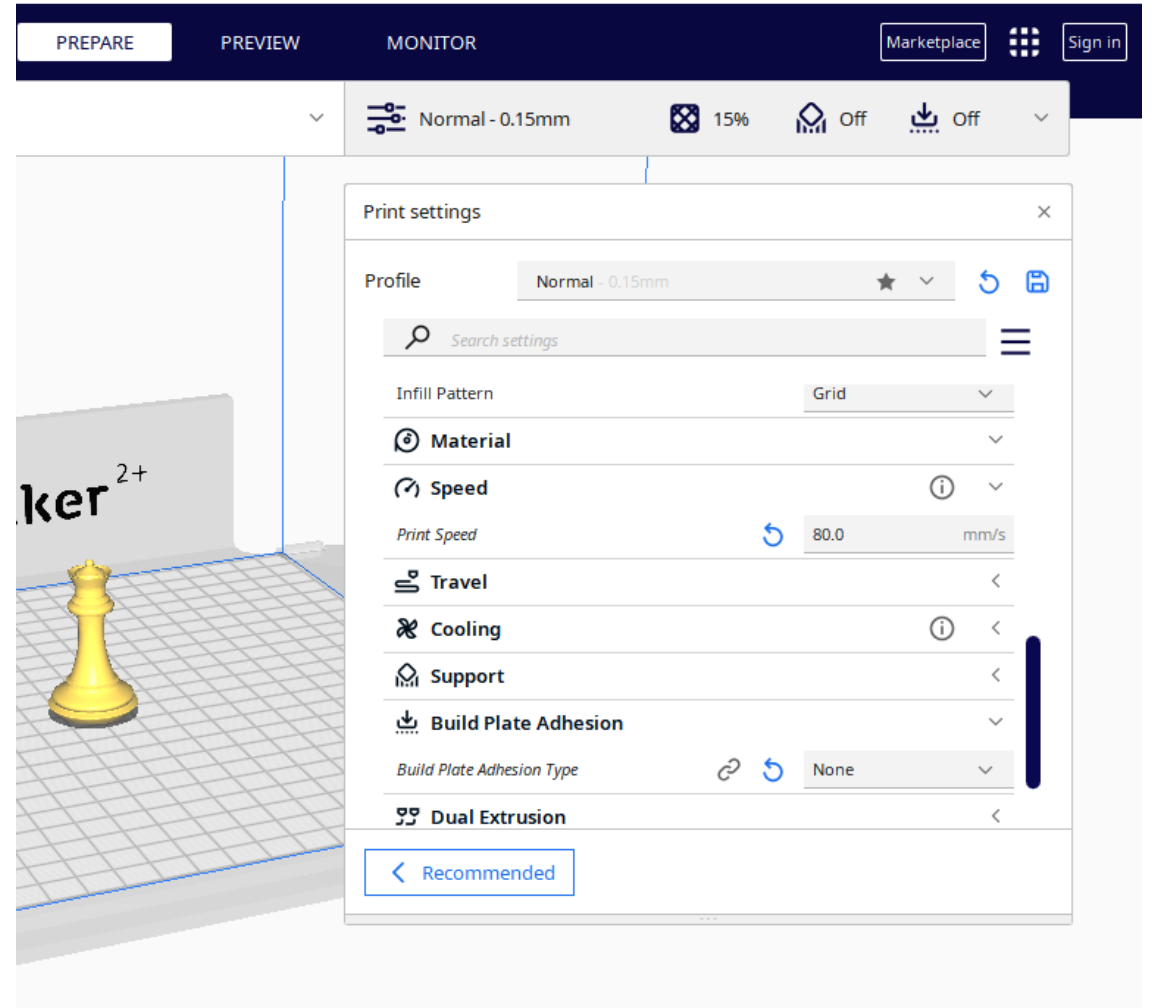 PREPARE PREVIEW MONITOR Marketplace Sign in
Normal - 0.15mm 15% Off Off
Print settings
Profile Normal - 0.15mm
Search settings
Infill Pattern Grid
Material
Speed
Print Speed 80.0 mm/s
Travel
Cooling
Support
Build Plate Adhesion
Build Plate Adhesion Type None
Dual Extrusion
Recommended
ker 2+